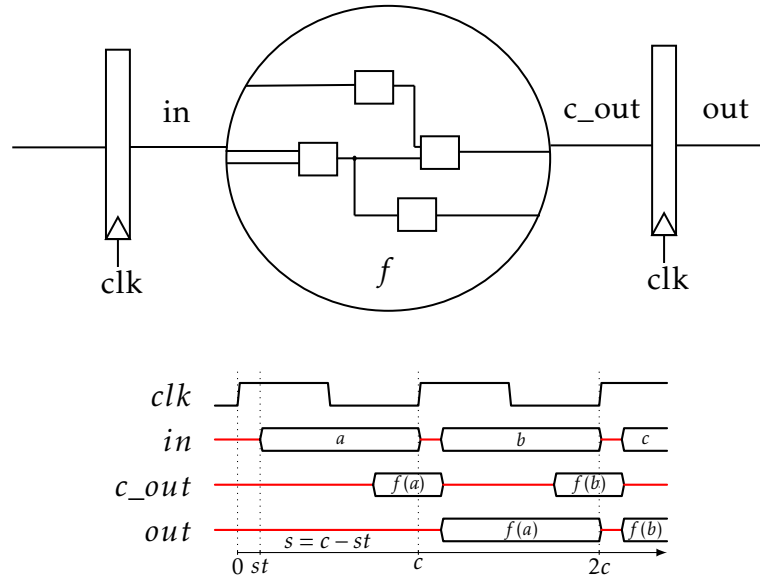 in
c_out
out
f
clk
clk
clk
in
a
b
c
c_out
f(a)
f(b)
out
f(a)
f(b)
s = c − st
0
st
c
2c